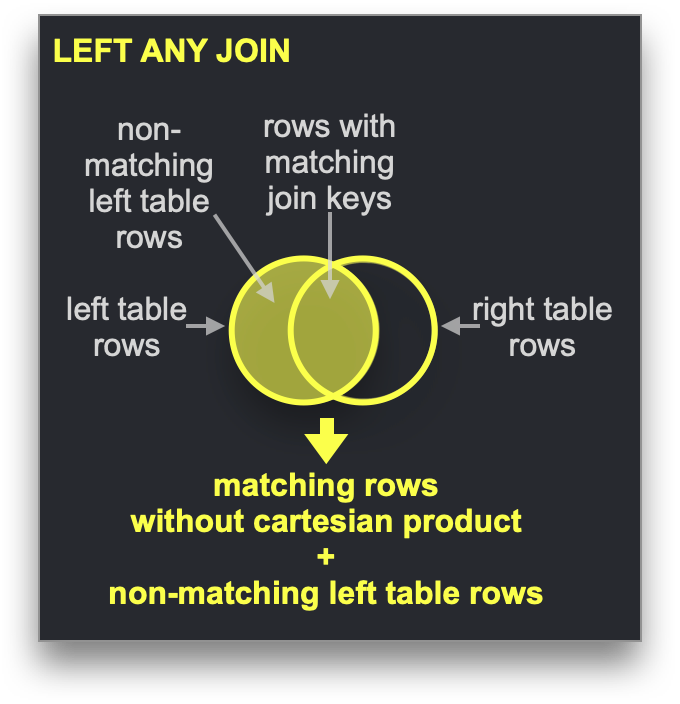 LEFT ANY JOIN
non-
matching
left table
rows
rows with
matching
join keys
left table
rows
right table
rows
matching rows
without cartesian product
+
non-matching left table rows